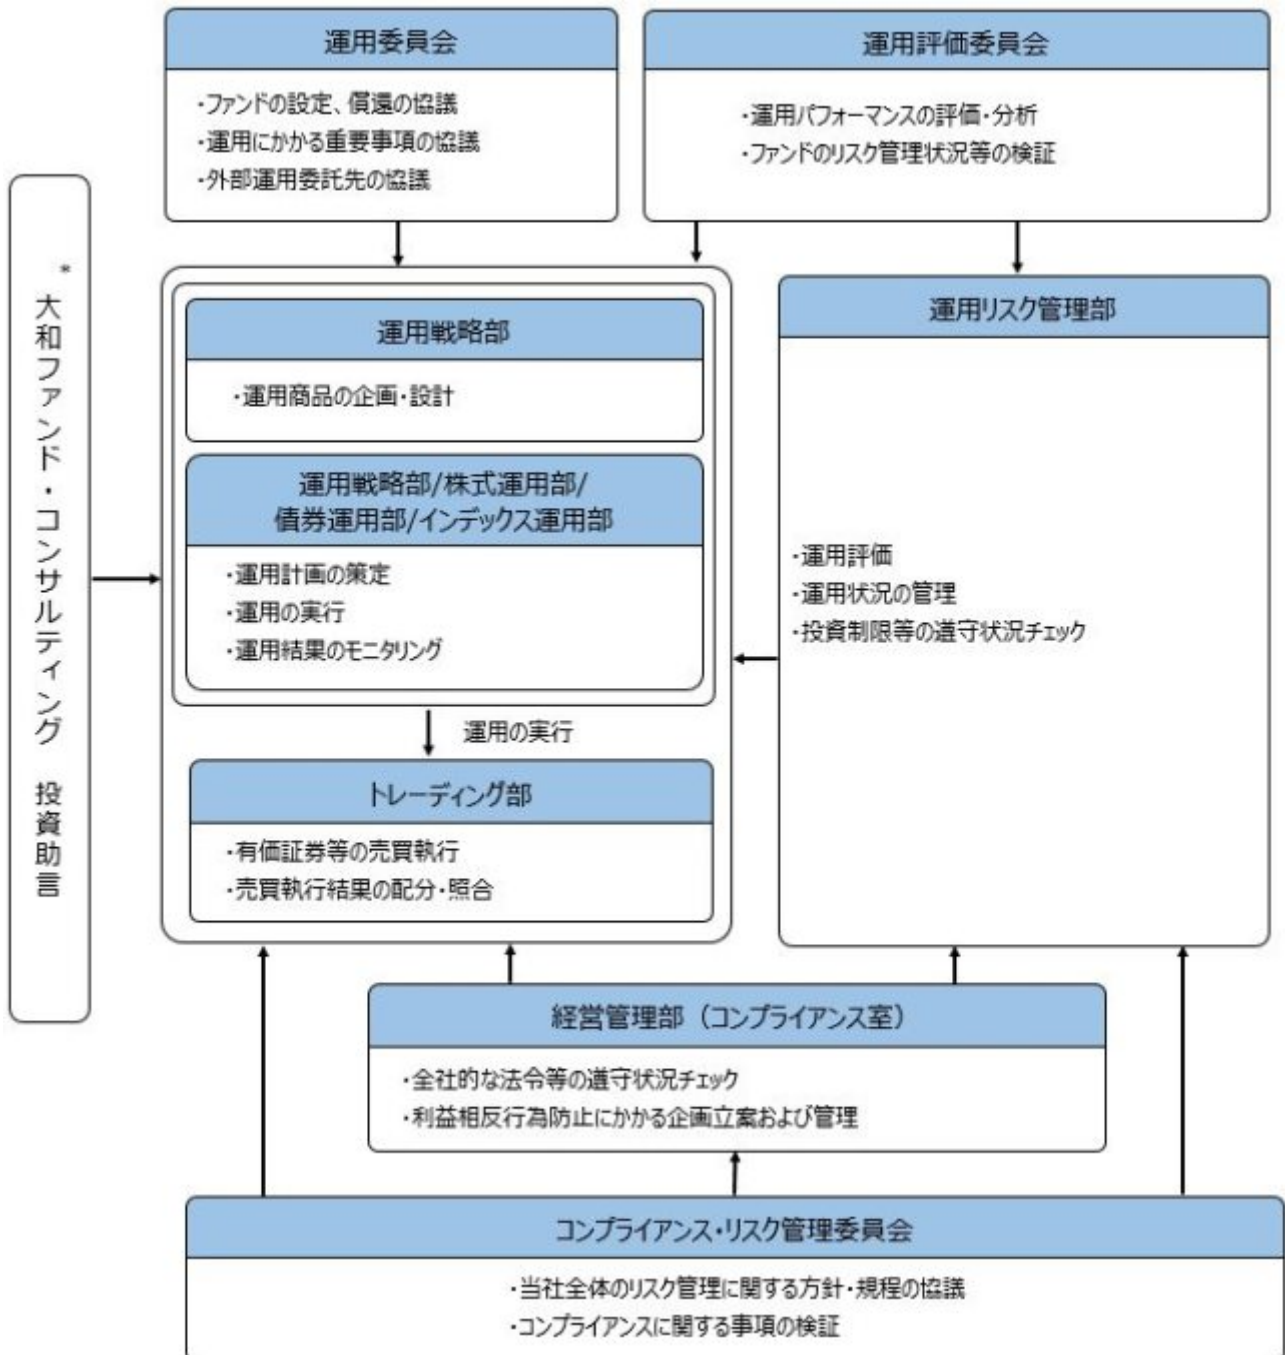 運用委員会
・ファンドの設定、償還の協議
・運用にかかる重要事項の協議
・外部運用委託先の協議
運用評価委員会
・運用パフォーマンスの評価・分析
・ファンドのリスク管理状況等の検証
* 大和ファンド・コンサルティング 投資助言
運用戦略部
・運用商品の企画・設計
運用戦略部/株式運用部/
債券運用部/インデックス運用部
・運用計画の策定
・運用の実行
・運用結果のモニタリング
運用の実行
トレーディング部
・有価証券等の売買執行
・売買執行結果の配分・照合
運用リスク管理部
・運用評価
・運用状況の管理
・投資制限等の遵守状況チェック
経営管理部（コンプライアンス室）
・全社的な法令等の遵守状況チェック
・利益相反行為防止にかかる企画立案および管理
コンプライアンス・リスク管理委員会
・当社全体のリスク管理に関する方針・規程の協議
・コンプライアンスに関する事項の検証